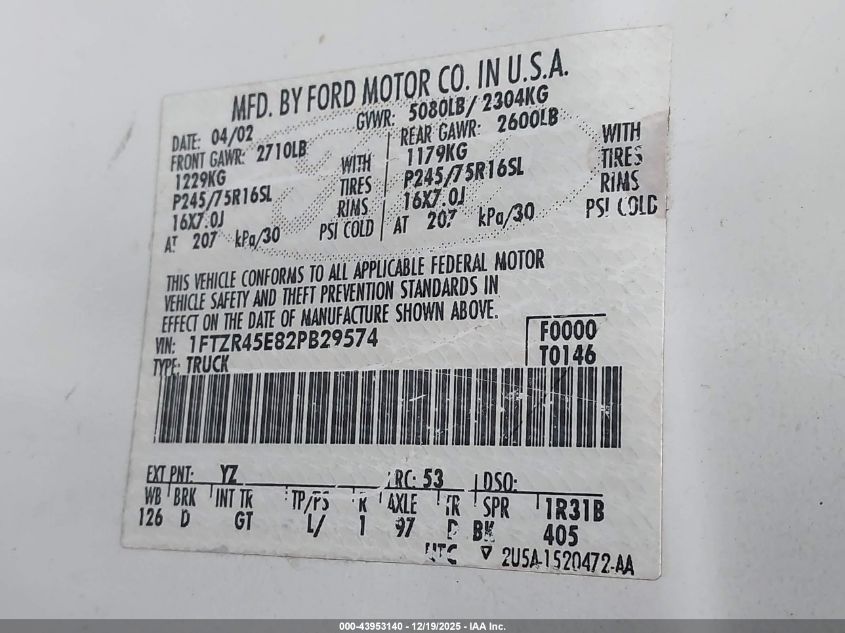 MFD. BY FORD MOTOR CO. IN U.S.A.
DATE: 04/02 GVWR: 5080LB/ 2304KG
FRONT GAWR: 2710LB REAR GAWR: 2600LB
1229KG WITH 1179KG WITH
P245/75R16SL TIRES P245/75R16SL TIRES
16X7.0J RIMS 16X7.0J RIMS
AT 207 kPa/30 PSI COLD AT 207 kPa/30 PSI COLD
THIS VEHICLE CONFORMS TO ALL APPLICABLE FEDERAL MOTOR
VEHICLE SAFETY AND THEFT PREVENTION STANDARDS IN
EFFECT ON THE DATE OF MANUFACTURE SHOWN ABOVE.
VIN: 1FTZR45E82PB29574 F0000
TYPE: TRUCK T0146
EXT PNT: YZ RC: 53 DSO:
WB BRK INT TR TP/PS R AXLE TR SPR 1R31B
126 D GT L/ 1 97 D BK 405
UTC ▽ 2U5A-1520472-AA
000-43953140 - 12/19/2025 - IAA Inc.